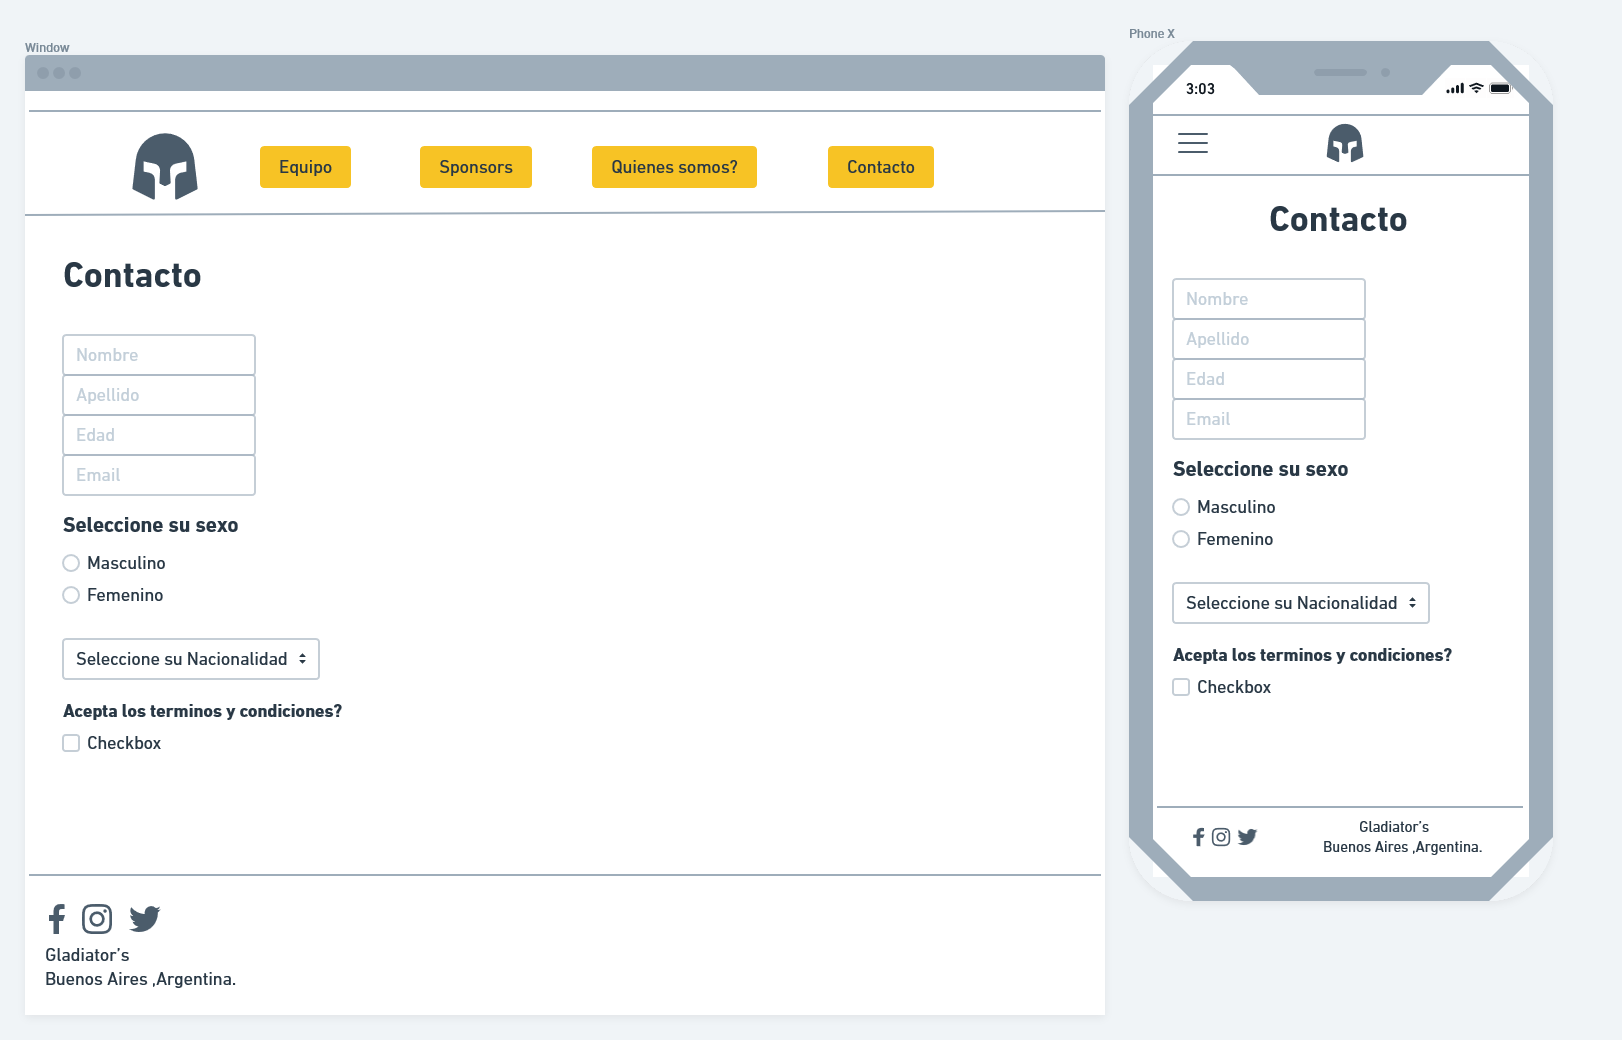 Window
Equipo
Sponsors
Quienes somos?
Contacto
Contacto
Nombre
Apellido
Edad
Email
Seleccione su sexo
Masculino
Femenino
Seleccione su Nacionalidad
Acepta los terminos y condiciones?
Checkbox
Gladiator’s
Buenos Aires ,Argentina.
Phone X
3:03
Contacto
Nombre
Apellido
Edad
Email
Seleccione su sexo
Masculino
Femenino
Seleccione su Nacionalidad
Acepta los terminos y condiciones?
Checkbox
Gladiator’s
Buenos Aires ,Argentina.